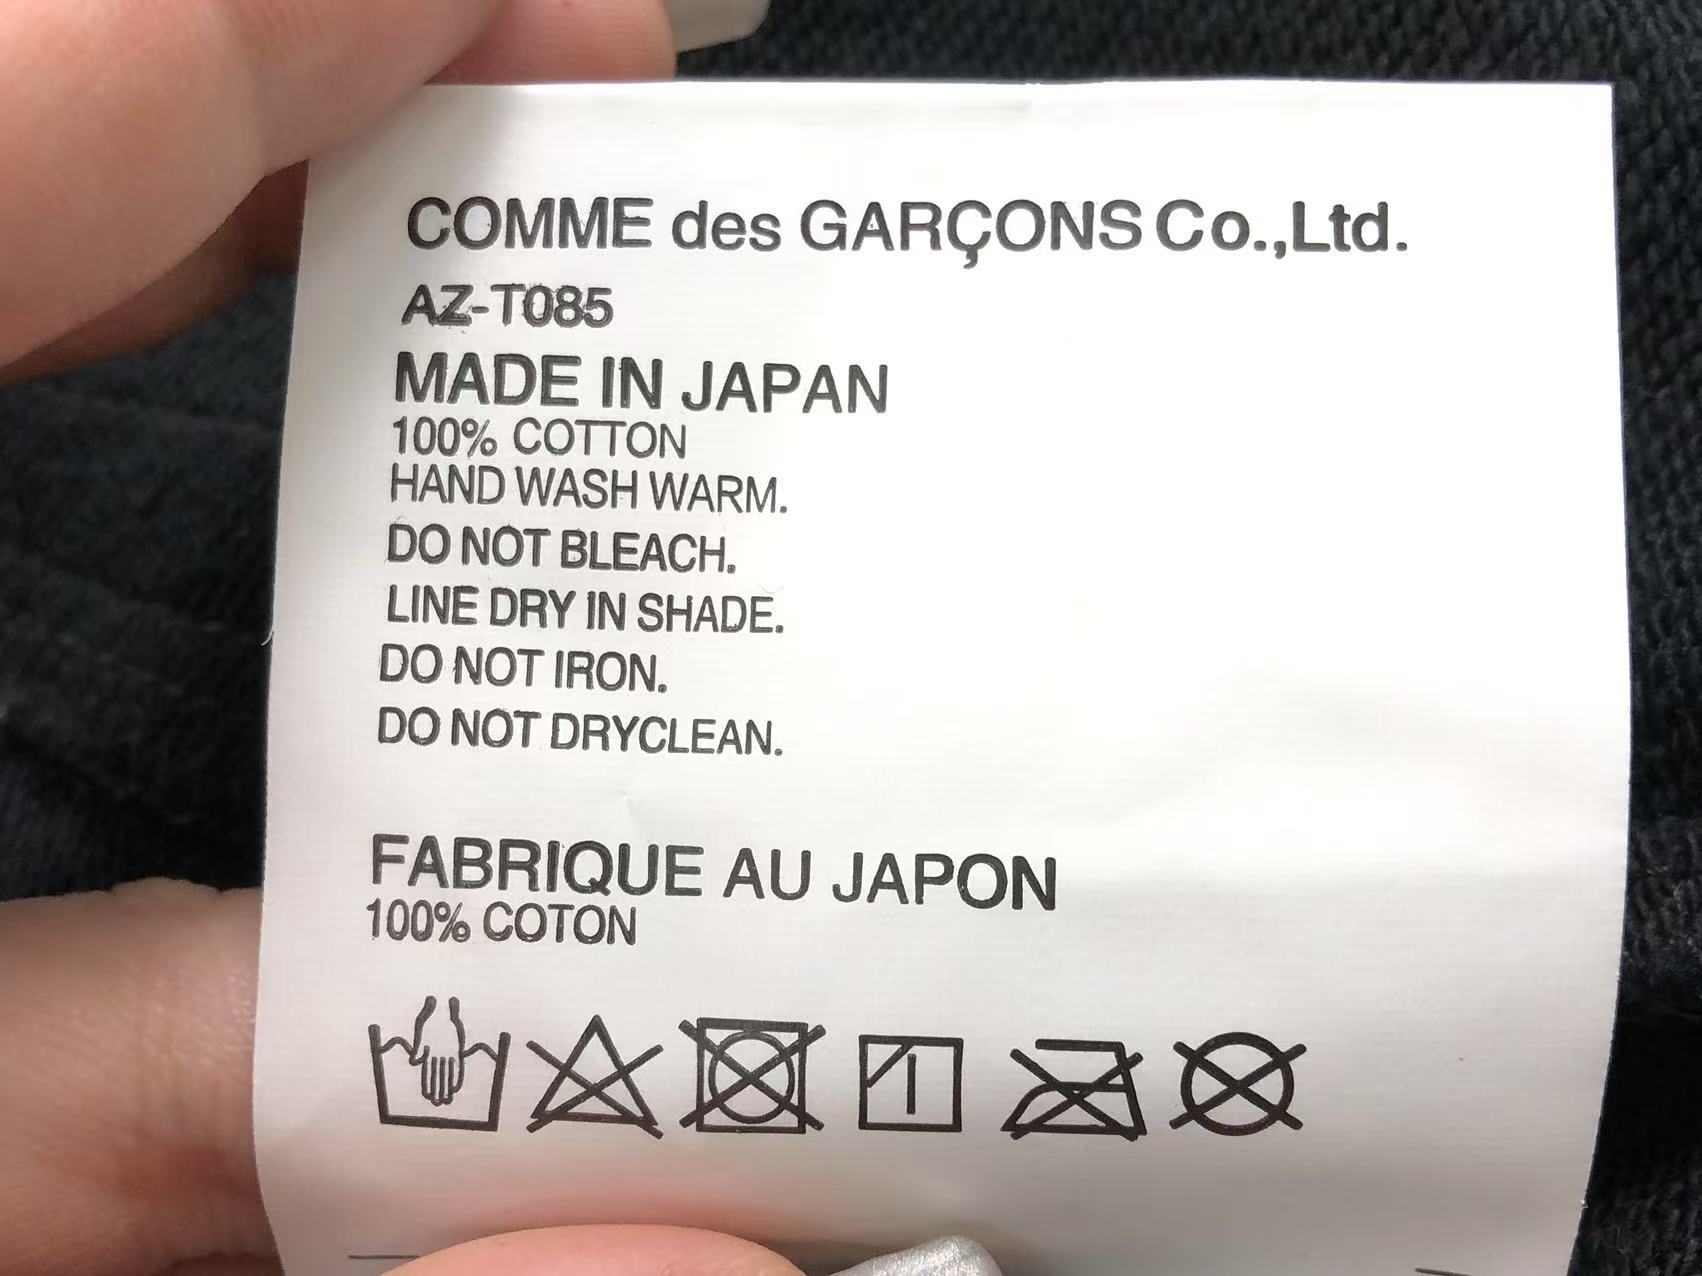 COMME des GARÇONS Co.,Ltd.
AZ-T085
MADE IN JAPAN
100% COTTON
HAND WASH WARM.
DO NOT BLEACH.
LINE DRY IN SHADE.
DO NOT IRON.
DO NOT DRYCLEAN.
FABRIQUE AU JAPON
100% COTON